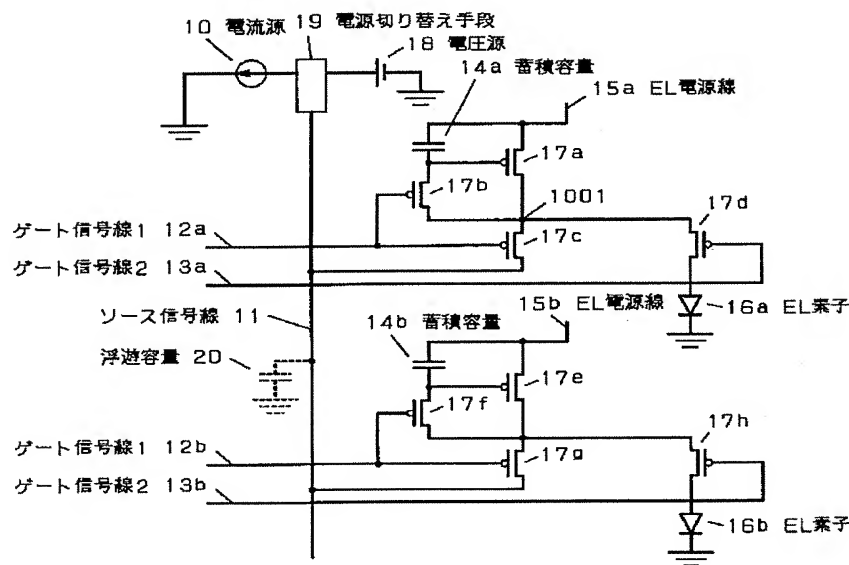 10 電流源
19 電源切り替え手段
18 電圧源
14a 蓄積容量
15a EL電源線
17a
17b
1001
17d
ゲート信号線1 12a
17c
ゲート信号線2 13a
16a EL素子
ソース信号線 11
14b 蓄積容量
15b EL電源線
浮遊容量 20
17e
17f
17h
ゲート信号線1 12b
17g
ゲート信号線2 13b
16b EL素子